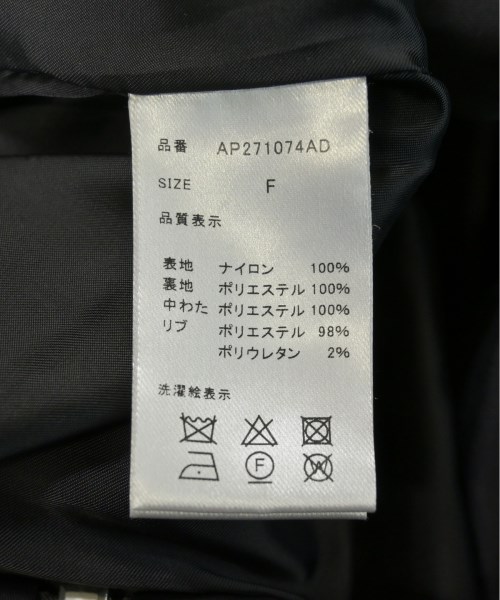 品番 AP271074AD
SIZE F
品質表示
表地 ナイロン 100%
裏地 ポリエステル 100%
中わた ポリエステル 100%
リブ ポリエステル 98%
ポリウレタン 2%
洗濯絵表示
F
W